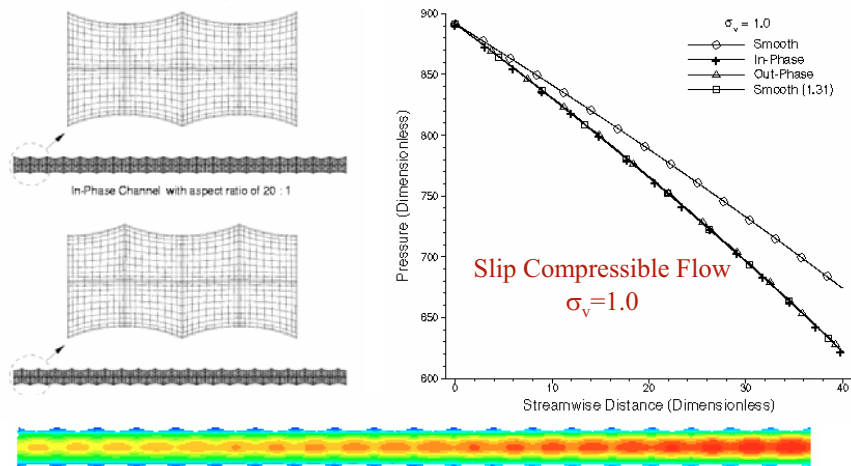 In-Phase Channel with aspect ratio of 20 : 1
σv = 1.0
Smooth
In-Phase
Out-Phase
Smooth (1.31)
900
850
800
750
700
650
600
Pressure (Dimensionless)
Slip Compressible Flow
σv=1.0
0
10
20
30
40
Streamwise Distance (Dimensionless)